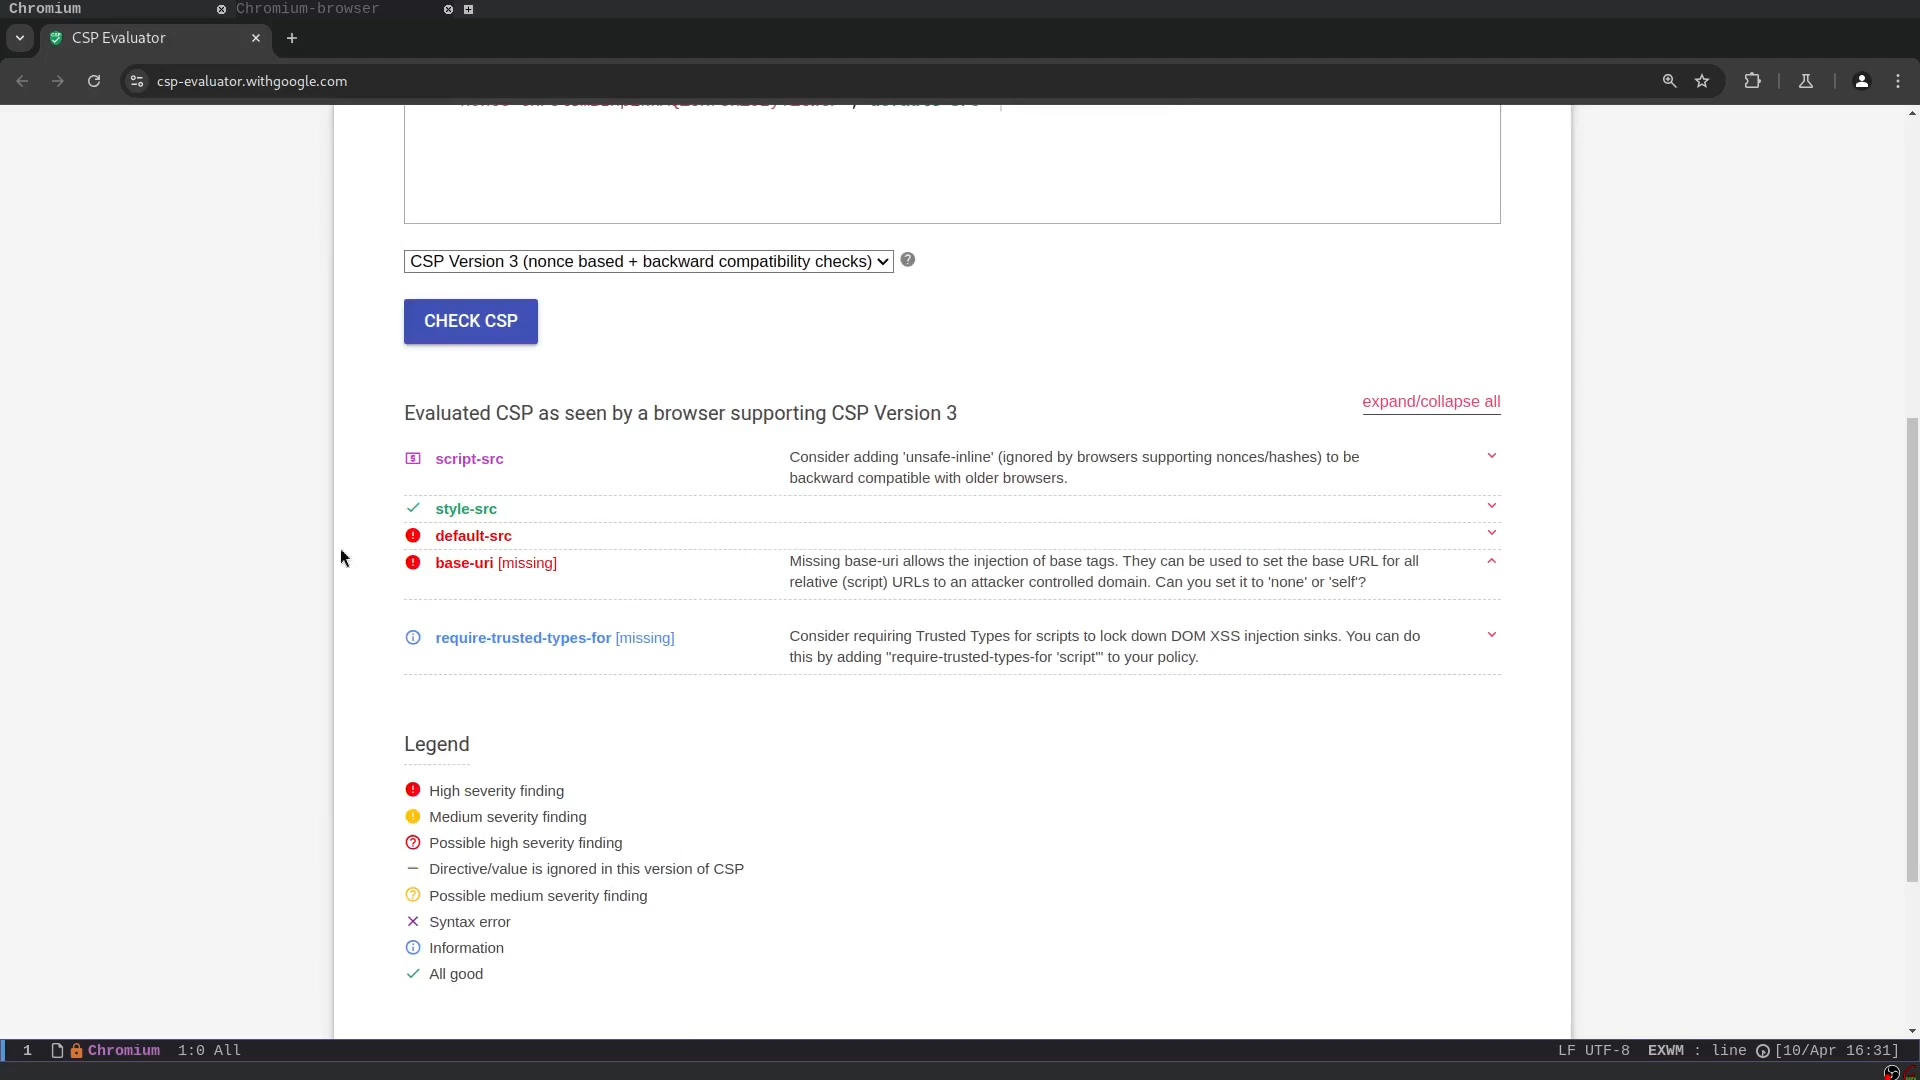 Chromium
Chromium-browser
CSP Evaluator
csp-evaluator.withgoogle.com
CSP Version 3 (nonce based + backward compatibility checks)
CHECK CSP
Evaluated CSP as seen by a browser supporting CSP Version 3
expand/collapse all
script-src
Consider adding 'unsafe-inline' (ignored by browsers supporting nonces/hashes) to be
backward compatible with older browsers.
style-src
default-src
base-uri [missing]
Missing base-uri allows the injection of base tags. They can be used to set the base URL for all
relative (script) URLs to an attacker controlled domain. Can you set it to 'none' or 'self'?
require-trusted-types-for [missing]
Consider requiring Trusted Types for scripts to lock down DOM XSS injection sinks. You can do
this by adding "require-trusted-types-for 'script'" to your policy.
Legend
High severity finding
Medium severity finding
Possible high severity finding
Directive/value is ignored in this version of CSP
Possible medium severity finding
Syntax error
Information
All good
1 Chromium 1:0 All
LF UTF-8 EXWM : line [10/Apr 16:31]